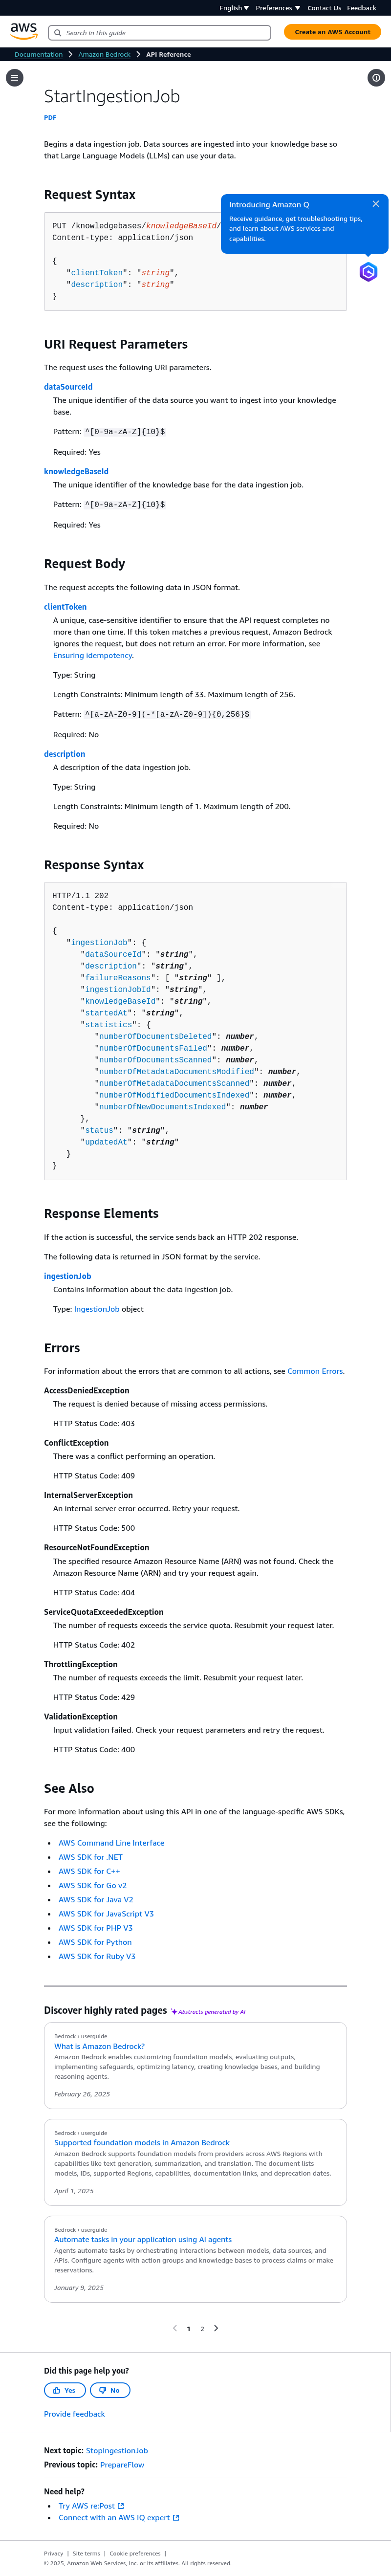 English
Preferences
Contact Us
Feedback
aws
Search in this guide
Create an AWS Account
Documentation
Amazon Bedrock
API Reference
StartIngestionJob
PDF
Begins a data ingestion job. Data sources are ingested into your knowledge base so
that Large Language Models (LLMs) can use your data.
Request Syntax
PUT /knowledgebases/knowledgeBaseId/
Content-type: application/json
{
"clientToken": "string",
"description": "string"
}
Introducing Amazon Q
Receive guidance, get troubleshooting tips,
and learn about AWS services and
capabilities.
URI Request Parameters
The request uses the following URI parameters.
dataSourceId
The unique identifier of the data source you want to ingest into your knowledge
base.
Pattern: ^[0-9a-zA-Z]{10}$
Required: Yes
knowledgeBaseId
The unique identifier of the knowledge base for the data ingestion job.
Pattern: ^[0-9a-zA-Z]{10}$
Required: Yes
Request Body
The request accepts the following data in JSON format.
clientToken
A unique, case-sensitive identifier to ensure that the API request completes no
more than one time. If this token matches a previous request, Amazon Bedrock
ignores the request, but does not return an error. For more information, see
Ensuring idempotency.
Type: String
Length Constraints: Minimum length of 33. Maximum length of 256.
Pattern: ^[a-zA-Z0-9](-*[a-zA-Z0-9]){0,256}$
Required: No
description
A description of the data ingestion job.
Type: String
Length Constraints: Minimum length of 1. Maximum length of 200.
Required: No
Response Syntax
HTTP/1.1 202
Content-type: application/json
{
"ingestionJob": {
"dataSourceId": "string",
"description": "string",
"failureReasons": [ "string" ],
"ingestionJobId": "string",
"knowledgeBaseId": "string",
"startedAt": "string",
"statistics": {
"numberOfDocumentsDeleted": number,
"numberOfDocumentsFailed": number,
"numberOfDocumentsScanned": number,
"numberOfMetadataDocumentsModified": number,
"numberOfMetadataDocumentsScanned": number,
"numberOfModifiedDocumentsIndexed": number,
"numberOfNewDocumentsIndexed": number
},
"status": "string",
"updatedAt": "string"
}
}
Response Elements
If the action is successful, the service sends back an HTTP 202 response.
The following data is returned in JSON format by the service.
ingestionJob
Contains information about the data ingestion job.
Type: IngestionJob object
Errors
For information about the errors that are common to all actions, see Common Errors.
AccessDeniedException
The request is denied because of missing access permissions.
HTTP Status Code: 403
ConflictException
There was a conflict performing an operation.
HTTP Status Code: 409
InternalServerException
An internal server error occurred. Retry your request.
HTTP Status Code: 500
ResourceNotFoundException
The specified resource Amazon Resource Name (ARN) was not found. Check the
Amazon Resource Name (ARN) and try your request again.
HTTP Status Code: 404
ServiceQuotaExceededException
The number of requests exceeds the service quota. Resubmit your request later.
HTTP Status Code: 402
ThrottlingException
The number of requests exceeds the limit. Resubmit your request later.
HTTP Status Code: 429
ValidationException
Input validation failed. Check your request parameters and retry the request.
HTTP Status Code: 400
See Also
For more information about using this API in one of the language-specific AWS SDKs,
see the following:
• AWS Command Line Interface
• AWS SDK for .NET
• AWS SDK for C++
• AWS SDK for Go v2
• AWS SDK for Java V2
• AWS SDK for JavaScript V3
• AWS SDK for PHP V3
• AWS SDK for Python
• AWS SDK for Ruby V3
Discover highly rated pages Abstracts generated by AI
Bedrock › userguide
What is Amazon Bedrock?
Amazon Bedrock enables customizing foundation models, evaluating outputs,
implementing safeguards, optimizing latency, creating knowledge bases, and building
reasoning agents.
February 26, 2025
Bedrock › userguide
Supported foundation models in Amazon Bedrock
Amazon Bedrock supports foundation models from providers across AWS Regions with
capabilities like text generation, summarization, and translation. The document lists
models, IDs, supported Regions, capabilities, documentation links, and deprecation dates.
April 1, 2025
Bedrock › userguide
Automate tasks in your application using AI agents
Agents automate tasks by orchestrating interactions between models, data sources, and
APIs. Configure agents with action groups and knowledge bases to process claims or make
reservations.
January 9, 2025
1 2
Did this page help you?
Yes
No
Provide feedback
Next topic: StopIngestionJob
Previous topic: PrepareFlow
Need help?
• Try AWS re:Post
• Connect with an AWS IQ expert
Privacy | Site terms | Cookie preferences |
© 2025, Amazon Web Services, Inc. or its affiliates. All rights reserved.